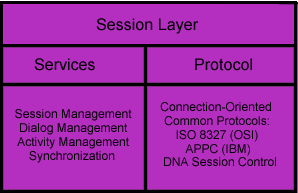 Session Layer
Services
Protocol
Session Management
Dialog Management
Activity Management
Synchronization
Connection-Oriented
Common Protocols:
ISO 8327 (OSI)
APPC (IBM)
DNA Session Control